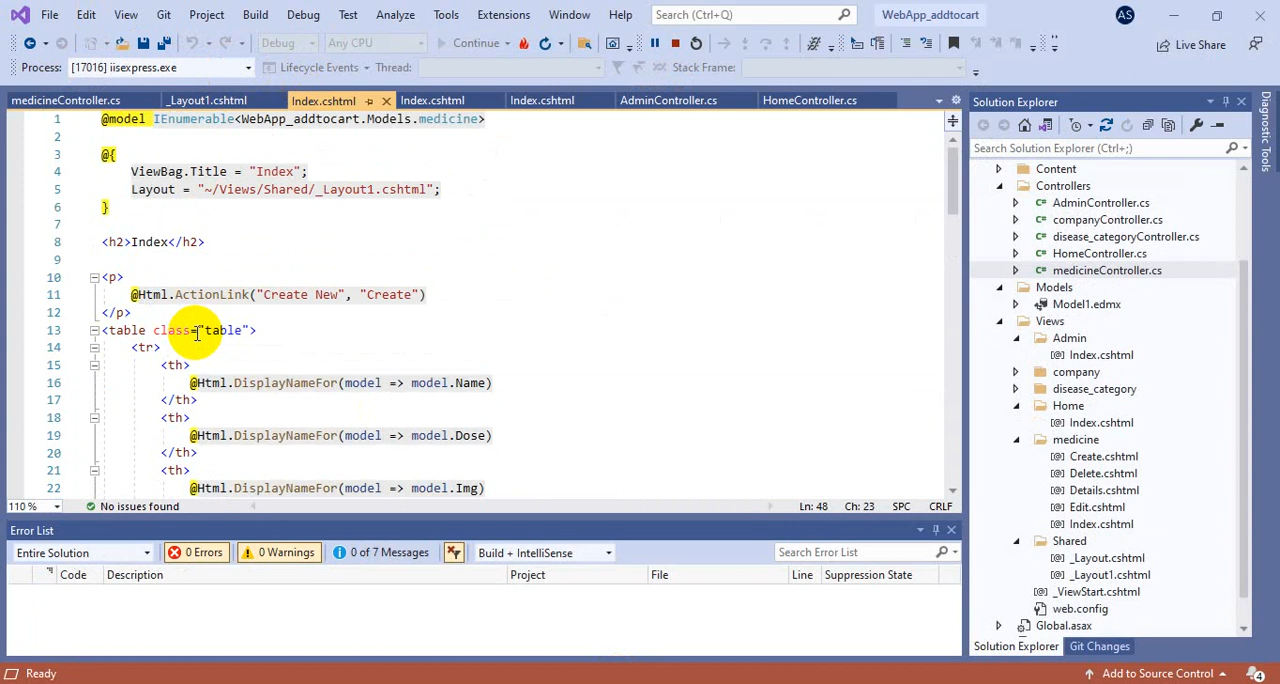 File Edit View Git Project Build Debug Test Analyze Tools Extensions Window Help Search (Ctrl+Q) WebApp_addtocart AS
Debug Any CPU Continue Live Share
Process: [17016] iisexpress.exe Lifecycle Events Thread: Stack Frame:
medicineController.cs _Layout1.cshtml Index.cshtml Index.cshtml Index.cshtml AdminController.cs HomeController.cs
1 @model IEnumerable<WebApp_addtocart.Models.medicine>
2
3 @{
4 ViewBag.Title = "Index";
5 Layout = "~/Views/Shared/_Layout1.cshtml";
6 }
7
8 <h2>Index</h2>
9
10 <p>
11 @Html.ActionLink("Create New", "Create")
12 </p>
13 <table class="table">
14 <tr>
15 <th>
16 @Html.DisplayNameFor(model => model.Name)
17 </th>
18 <th>
19 @Html.DisplayNameFor(model => model.Dose)
20 </th>
21 <th>
22 @Html.DisplayNameFor(model => model.Img)
110 % No issues found Ln: 48 Ch: 23 SPC CRLF
Error List
Entire Solution 0 Errors 0 Warnings 0 of 7 Messages Build + IntelliSense Search Error List
Code Description Project File Line Suppression State
Solution Explorer
Search Solution Explorer (Ctrl+;)
Content
Controllers
AdminController.cs
companyController.cs
disease_categoryController.cs
HomeController.cs
medicineController.cs
Models
Model1.edmx
Views
Admin
Index.cshtml
company
disease_category
Home
Index.cshtml
medicine
Create.cshtml
Delete.cshtml
Details.cshtml
Edit.cshtml
Index.cshtml
Shared
_Layout.cshtml
_Layout1.cshtml
_ViewStart.cshtml
web.config
Global.asax
Solution Explorer Git Changes
Diagnostic Tools
Ready Add to Source Control 4